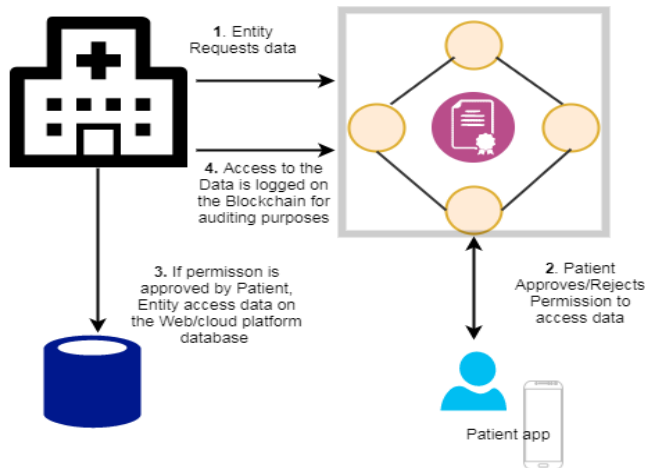 1. Entity
Requests data
4. Access to the
Data is logged on
the Blockchain for
auditing purposes
3. If permisson is
approved by Patient,
Entity access data on
the Web/cloud platform
database
2. Patient
Approves/Rejects
Permission to
access data
Patient app